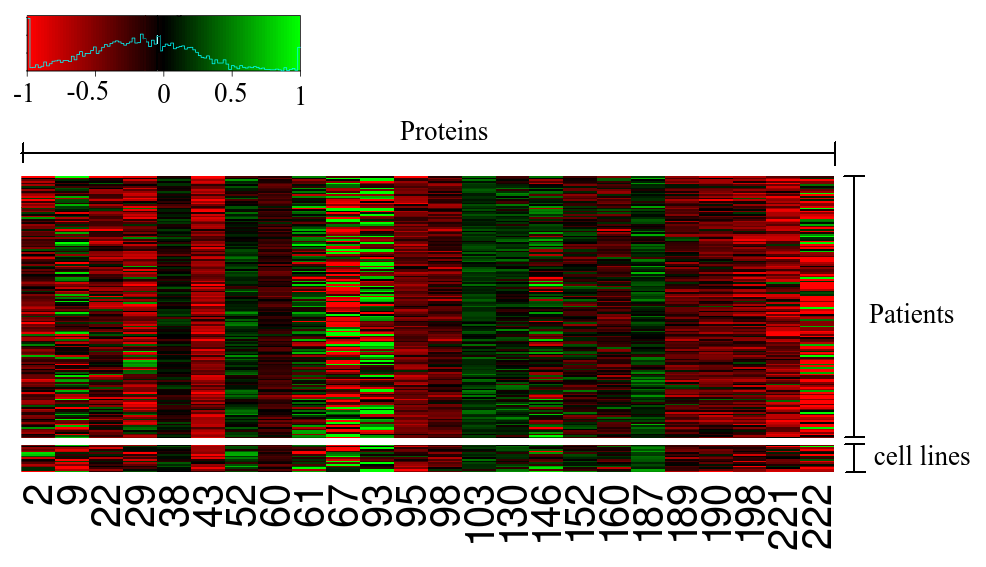 -1 -0.5 0 0.5 1
Proteins
Patients
cell lines
2 9 22 29 38 43 52 60 61 67 93 95 98 103 130 146 152 160 187 189 190 198 221 222